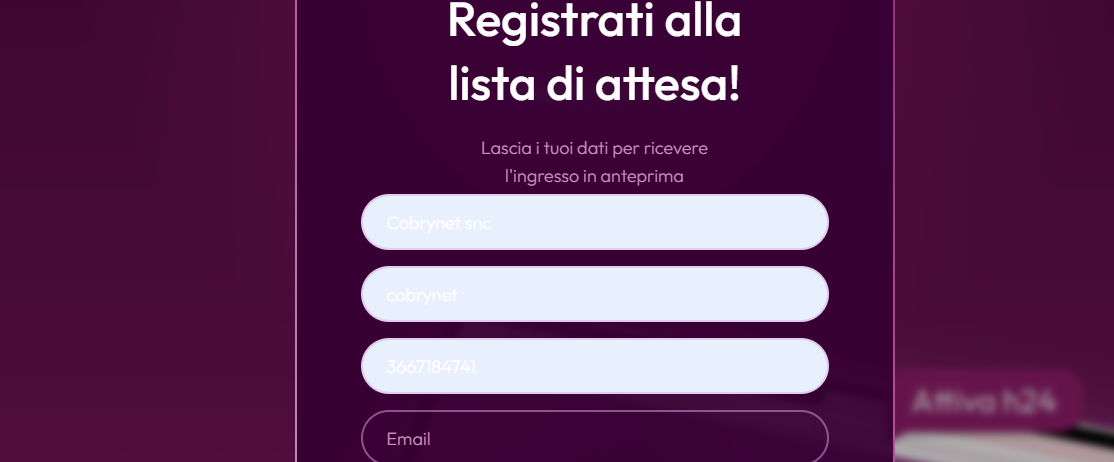 Registrati alla
lista di attesa!
Lascia i tuoi dati per ricevere
l'ingresso in anteprima
Cobrynet snc
cobrynet
3667184741
Email
Attiva h24